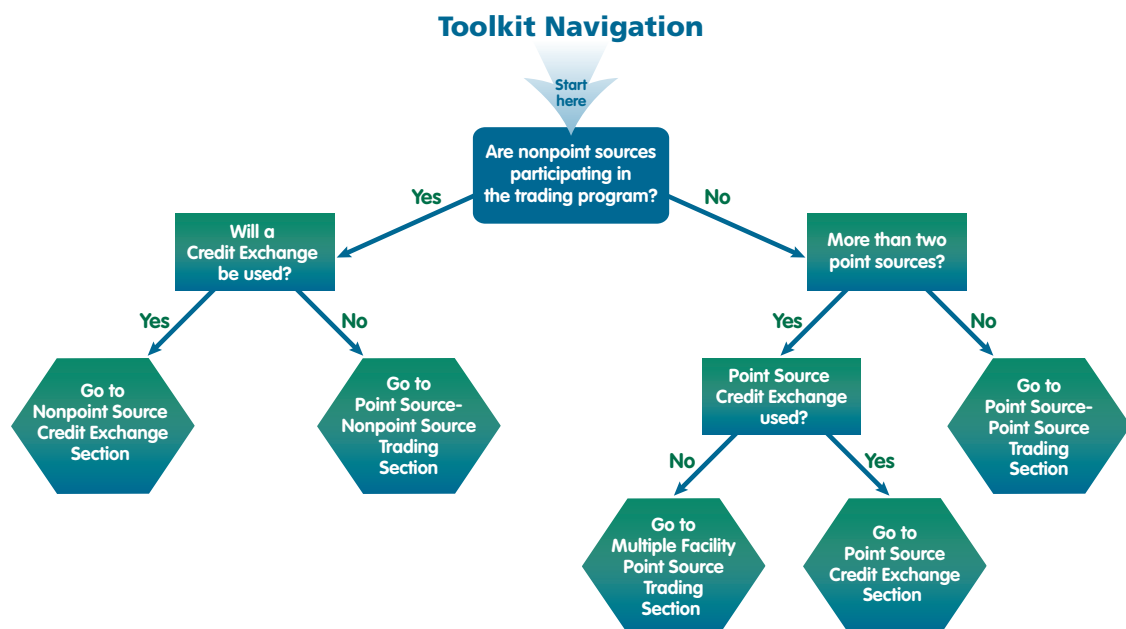 Toolkit Navigation
Start
here
Are nonpoint sources
participating in
the trading program?
Yes
No
Will a
Credit Exchange
be used?
More than two
point sources?
Yes
No
Yes
No
Go to
Nonpoint Source
Credit Exchange
Section
Go to
Point Source-
Nonpoint Source
Trading
Section
Point Source
Credit Exchange
used?
Go to
Point Source-
Point Source
Trading
Section
No
Yes
Go to
Multiple Facility
Point Source
Trading
Section
Go to
Point Source
Credit Exchange
Section